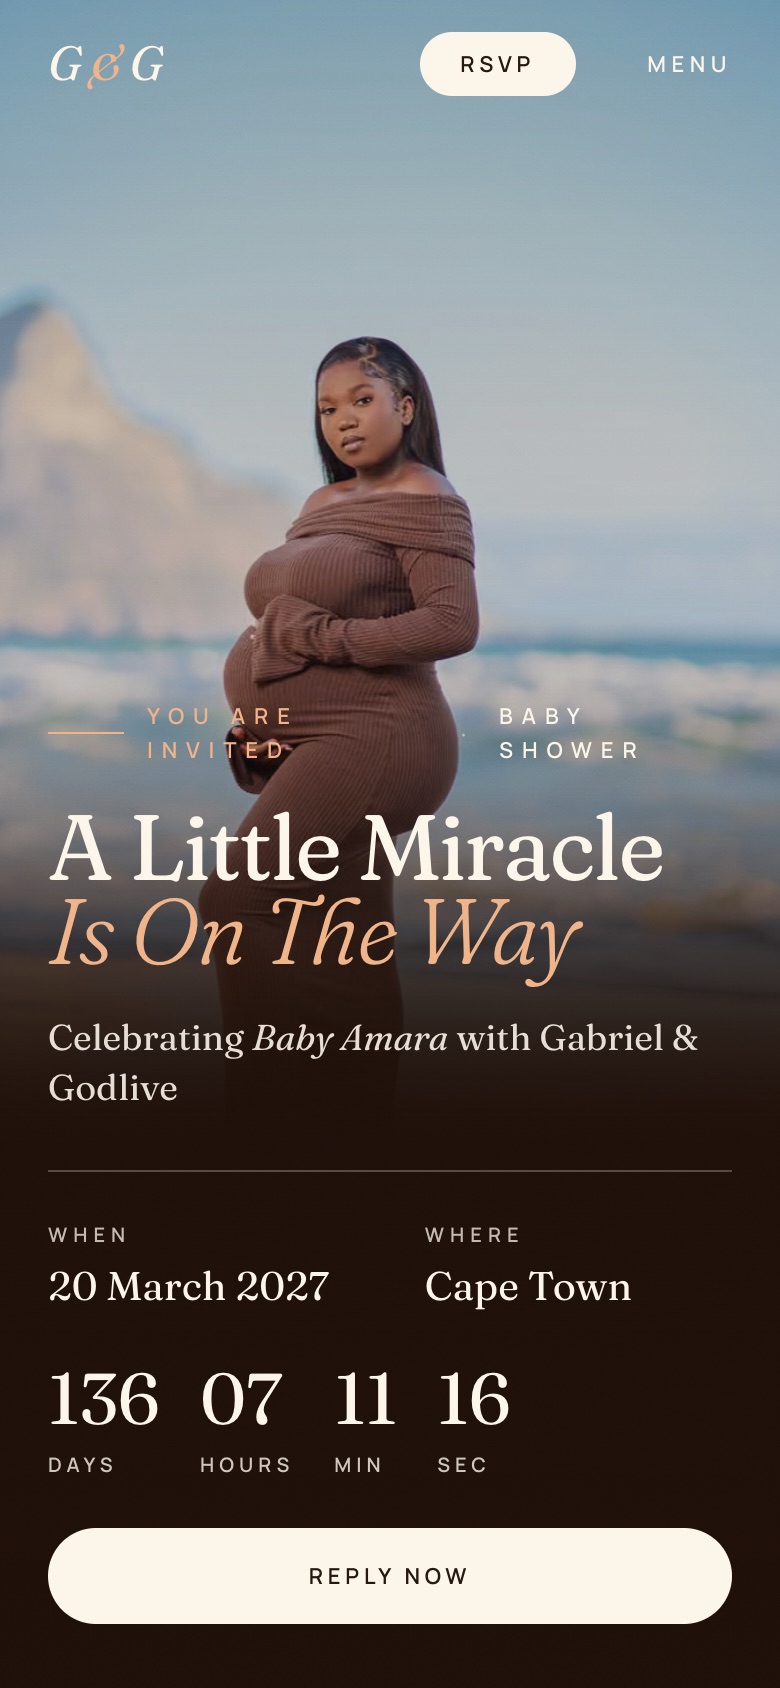 G & G
RSVP
MENU
YOU ARE
INVITED
·
BABY
SHOWER
A Little Miracle
Is On The Way
Celebrating Baby Amara with Gabriel &
Godlive
WHEN
WHERE
20 March 2027
Cape Town
136 07 11 16
DAYS HOURS MIN SEC
REPLY NOW